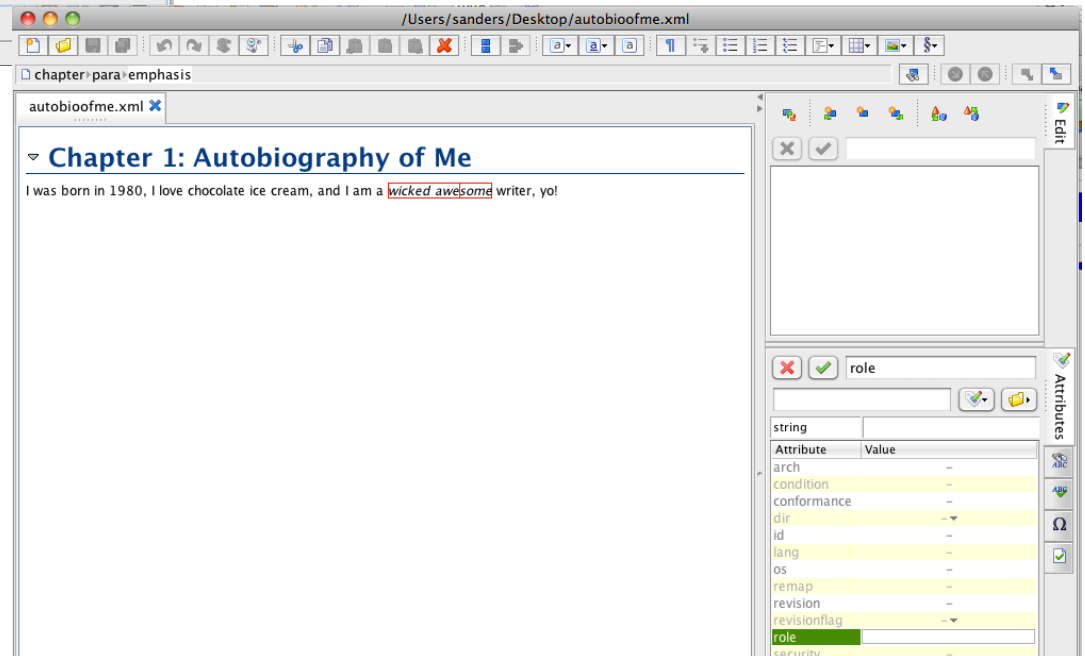 /Users/sanders/Desktop/autobioofme.xml
chapter para emphasis
autobioofme.xml
Chapter 1: Autobiography of Me
I was born in 1980, I love chocolate ice cream, and I am a wicked awesome writer, yo!
Edit
role
Attributes
string
Attribute Value
arch –
condition –
conformance –
dir –
id –
lang –
os –
remap –
revision –
revisionflag –
role
security –
ABC
ABC
Ω